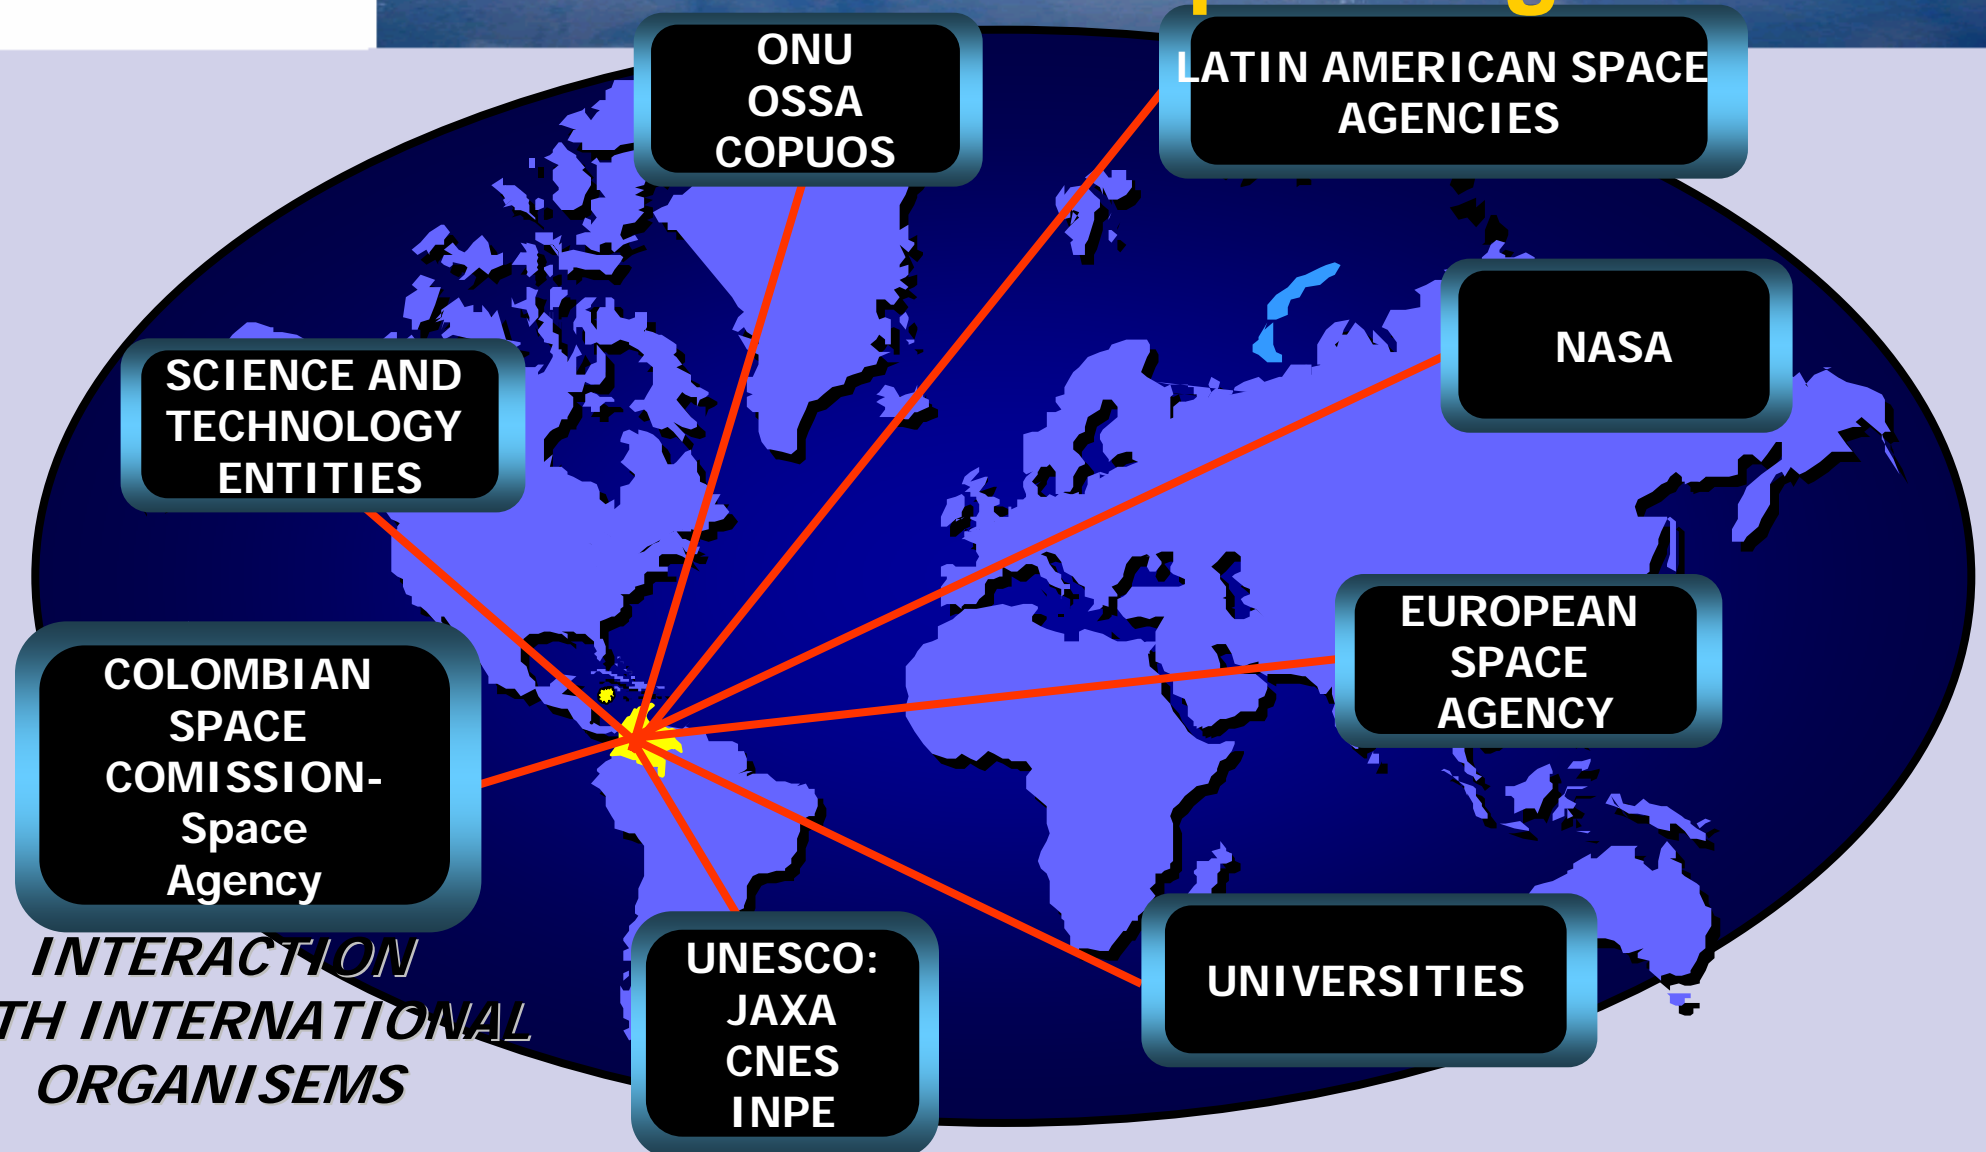 ONU
OSSA
COPUOS
LATIN AMERICAN SPACE
AGENCIES
NASA
SCIENCE AND
TECHNOLOGY
ENTITIES
EUROPEAN
SPACE
AGENCY
COLOMBIAN
SPACE
COMISSION-
Space
Agency
UNESCO:
JAXA
CNES
INPE
UNIVERSITIES
INTERACTION
TH INTERNATIONAL
ORGANISEMS